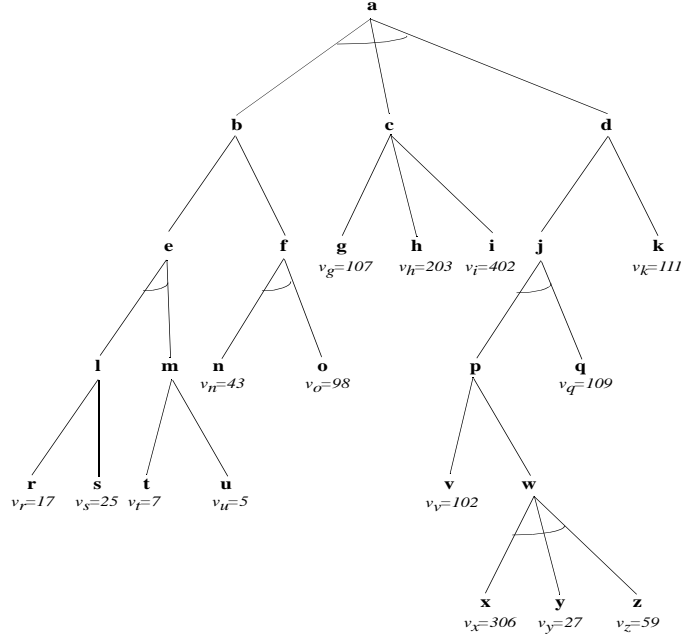 a
b c d
e f g h i j k
v_g=107 v_h=203 v_i=402 v_k=111
l m n o p q
v_n=43 v_o=98 v_q=109
r s t u v w
v_r=17 v_s=25 v_t=7 v_u=5 v_v=102
x y z
v_x=306 v_y=27 v_z=59